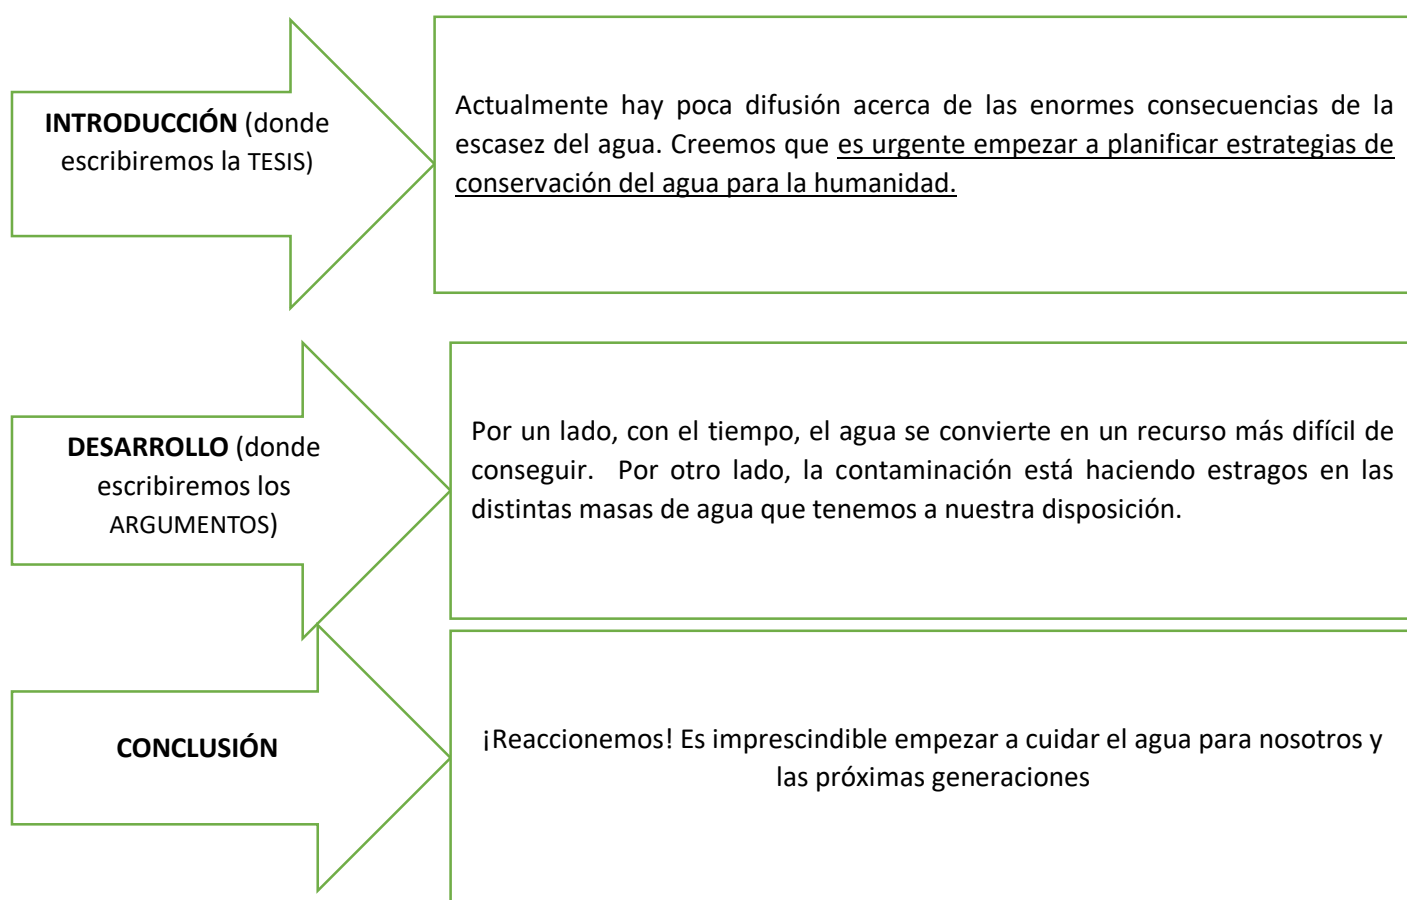 INTRODUCCIÓN (donde
escribiremos la TESIS)
Actualmente hay poca difusión acerca de las enormes consecuencias de la
escasez del agua. Creemos que es urgente empezar a planificar estrategias de
conservación del agua para la humanidad.
DESARROLLO (donde
escribiremos los
ARGUMENTOS)
Por un lado, con el tiempo, el agua se convierte en un recurso más difícil de
conseguir.  Por otro lado, la contaminación está haciendo estragos en las
distintas masas de agua que tenemos a nuestra disposición.
CONCLUSIÓN
¡Reaccionemos! Es imprescindible empezar a cuidar el agua para nosotros y
las próximas generaciones